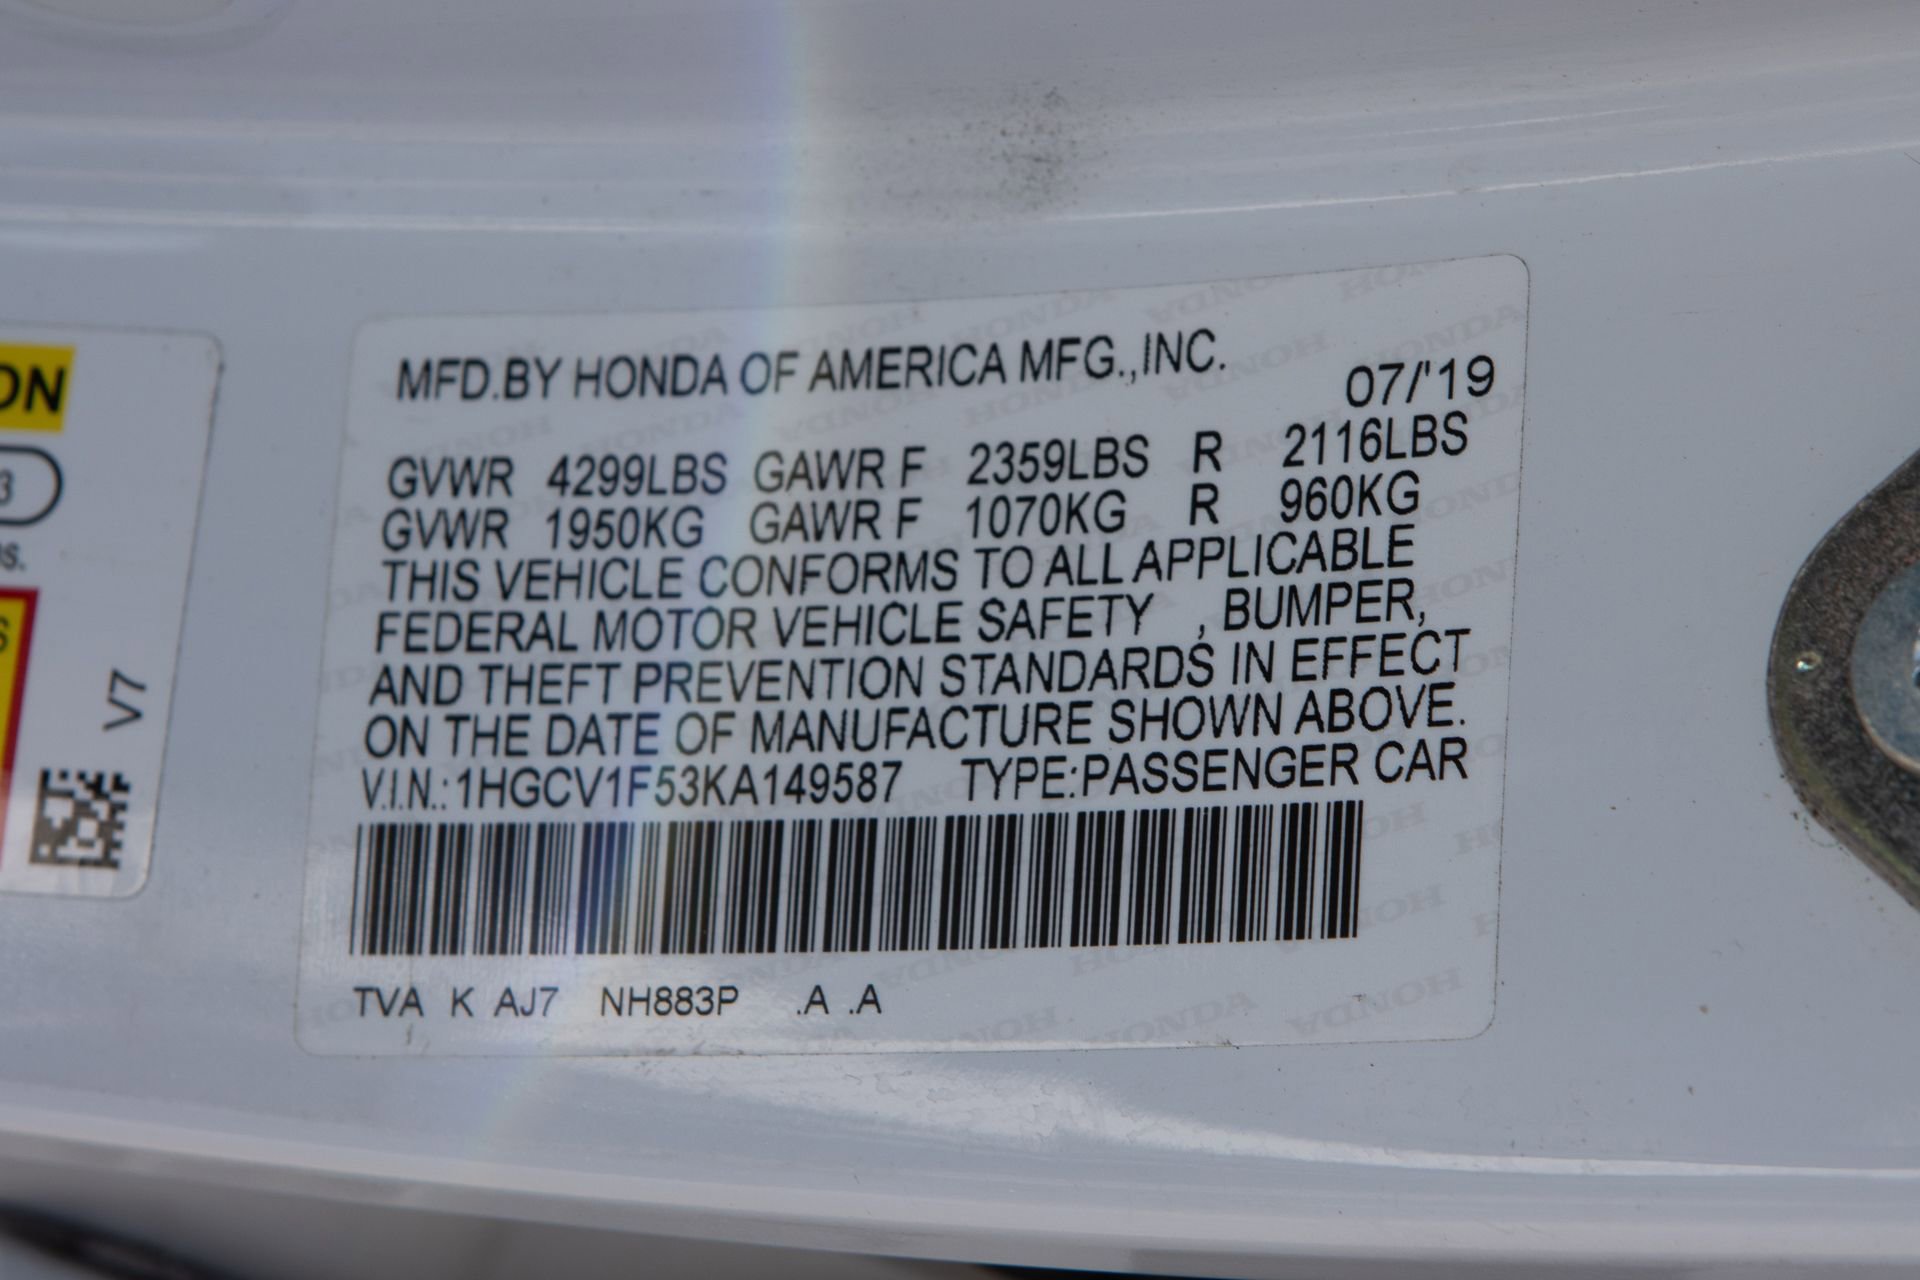 MFD.BY HONDA OF AMERICA MFG.,INC.
07/'19
GVWR 4299LBS GAWR F 2359LBS R 2116LBS
GVWR 1950KG GAWR F 1070KG R 960KG
THIS VEHICLE CONFORMS TO ALL APPLICABLE
FEDERAL MOTOR VEHICLE SAFETY , BUMPER,
AND THEFT PREVENTION STANDARDS IN EFFECT
ON THE DATE OF MANUFACTURE SHOWN ABOVE.
V.I.N.:1HGCV1F53KA149587 TYPE:PASSENGER CAR
TVA K AJ7 NH883P .A .A
V7